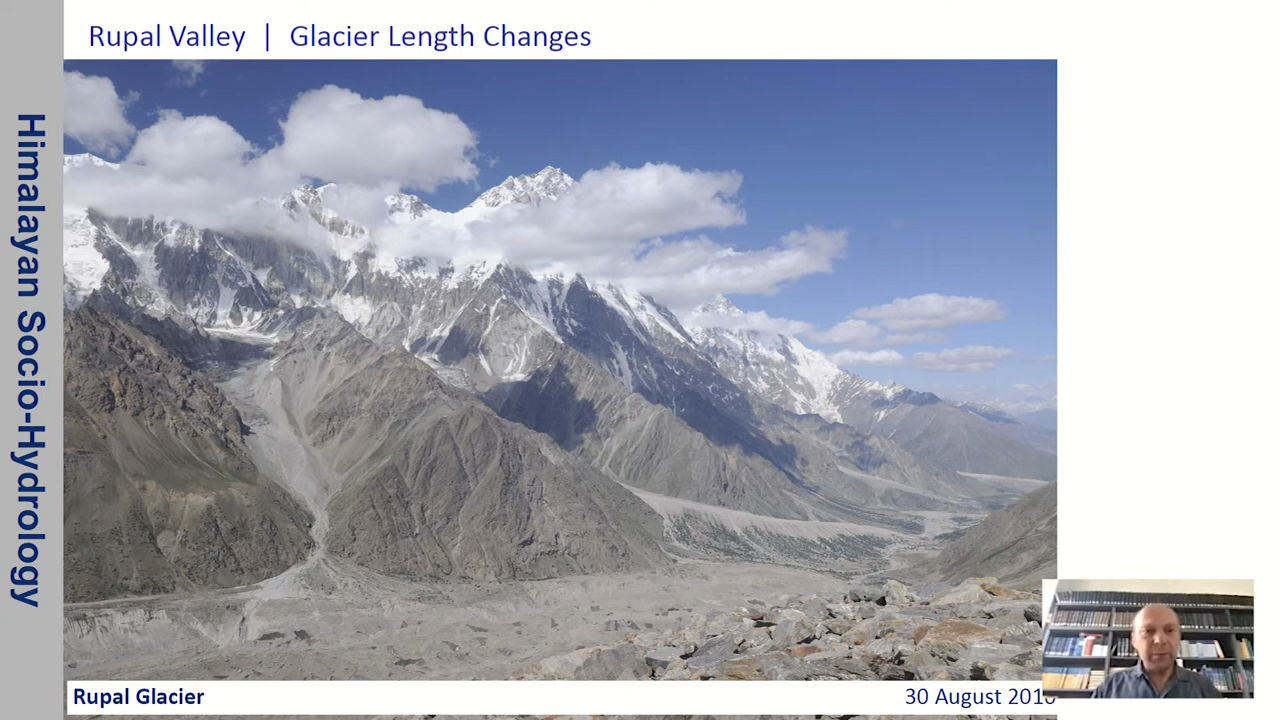 Rupal Valley | Glacier Length Changes
Himalayan Socio-Hydrology
Rupal Glacier
30 August